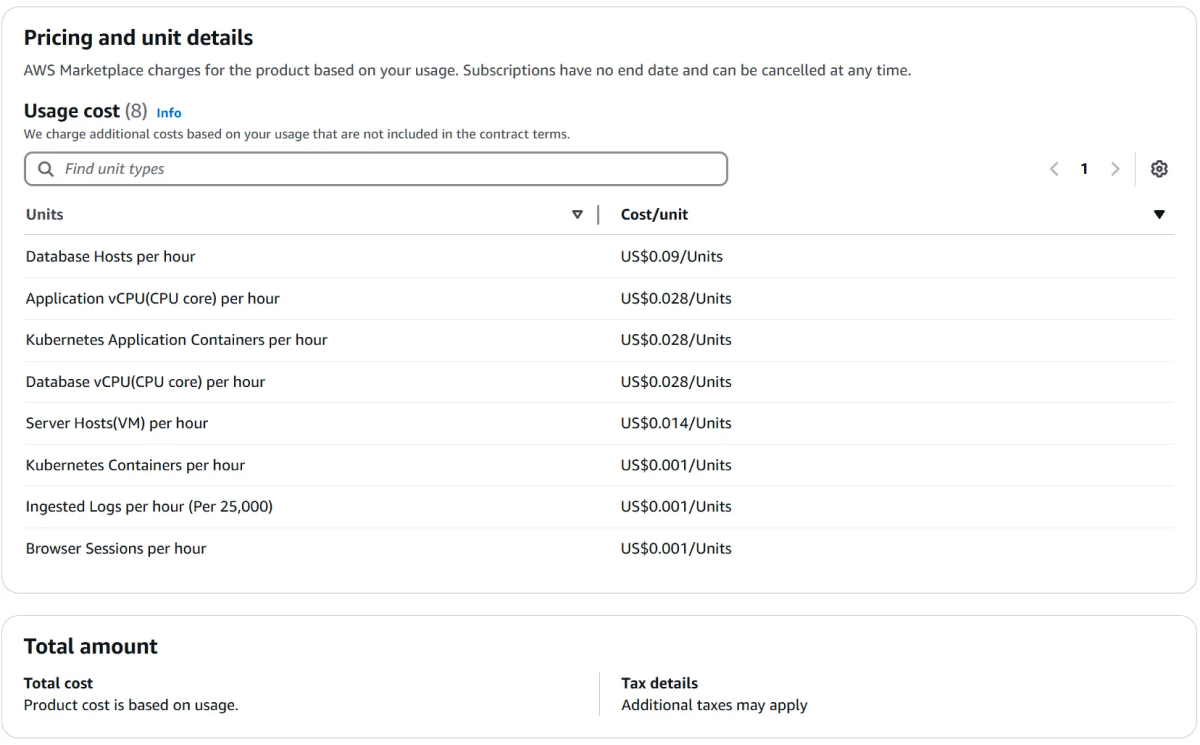 Pricing and unit details
AWS Marketplace charges for the product based on your usage. Subscriptions have no end date and can be cancelled at any time.
Usage cost (8) Info
We charge additional costs based on your usage that are not included in the contract terms.
Find unit types
1
Units Cost/unit
Database Hosts per hour US$0.09/Units
Application vCPU(CPU core) per hour US$0.028/Units
Kubernetes Application Containers per hour US$0.028/Units
Database vCPU(CPU core) per hour US$0.028/Units
Server Hosts(VM) per hour US$0.014/Units
Kubernetes Containers per hour US$0.001/Units
Ingested Logs per hour (Per 25,000) US$0.001/Units
Browser Sessions per hour US$0.001/Units
Total amount
Total cost
Product cost is based on usage.
Tax details
Additional taxes may apply